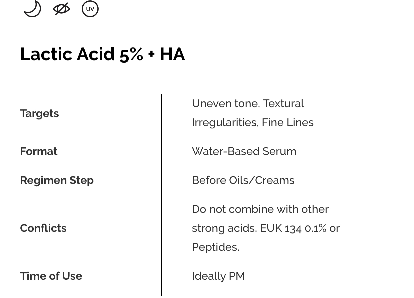 UV
Lactic Acid 5% + HA
Targets
Uneven tone, Textural
Irregularities, Fine Lines
Format
Water-Based Serum
Regimen Step
Before Oils/Creams
Conflicts
Do not combine with other
strong acids, EUK 134 0.1% or
Peptides.
Time of Use
Ideally PM